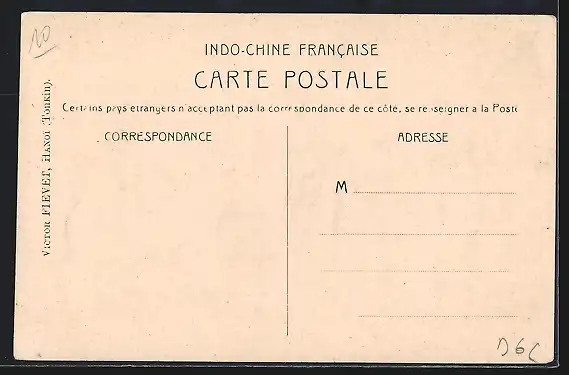 10
INDO-CHINE FRANÇAISE
CARTE POSTALE
Certains pays etrangers n'acceptant pas la correspondance de ce côté, se renseigner a la Poste
CORRESPONDANCE
ADRESSE
M
VICTOR FIEVET, HANOÏ (Tonkin).
D6C